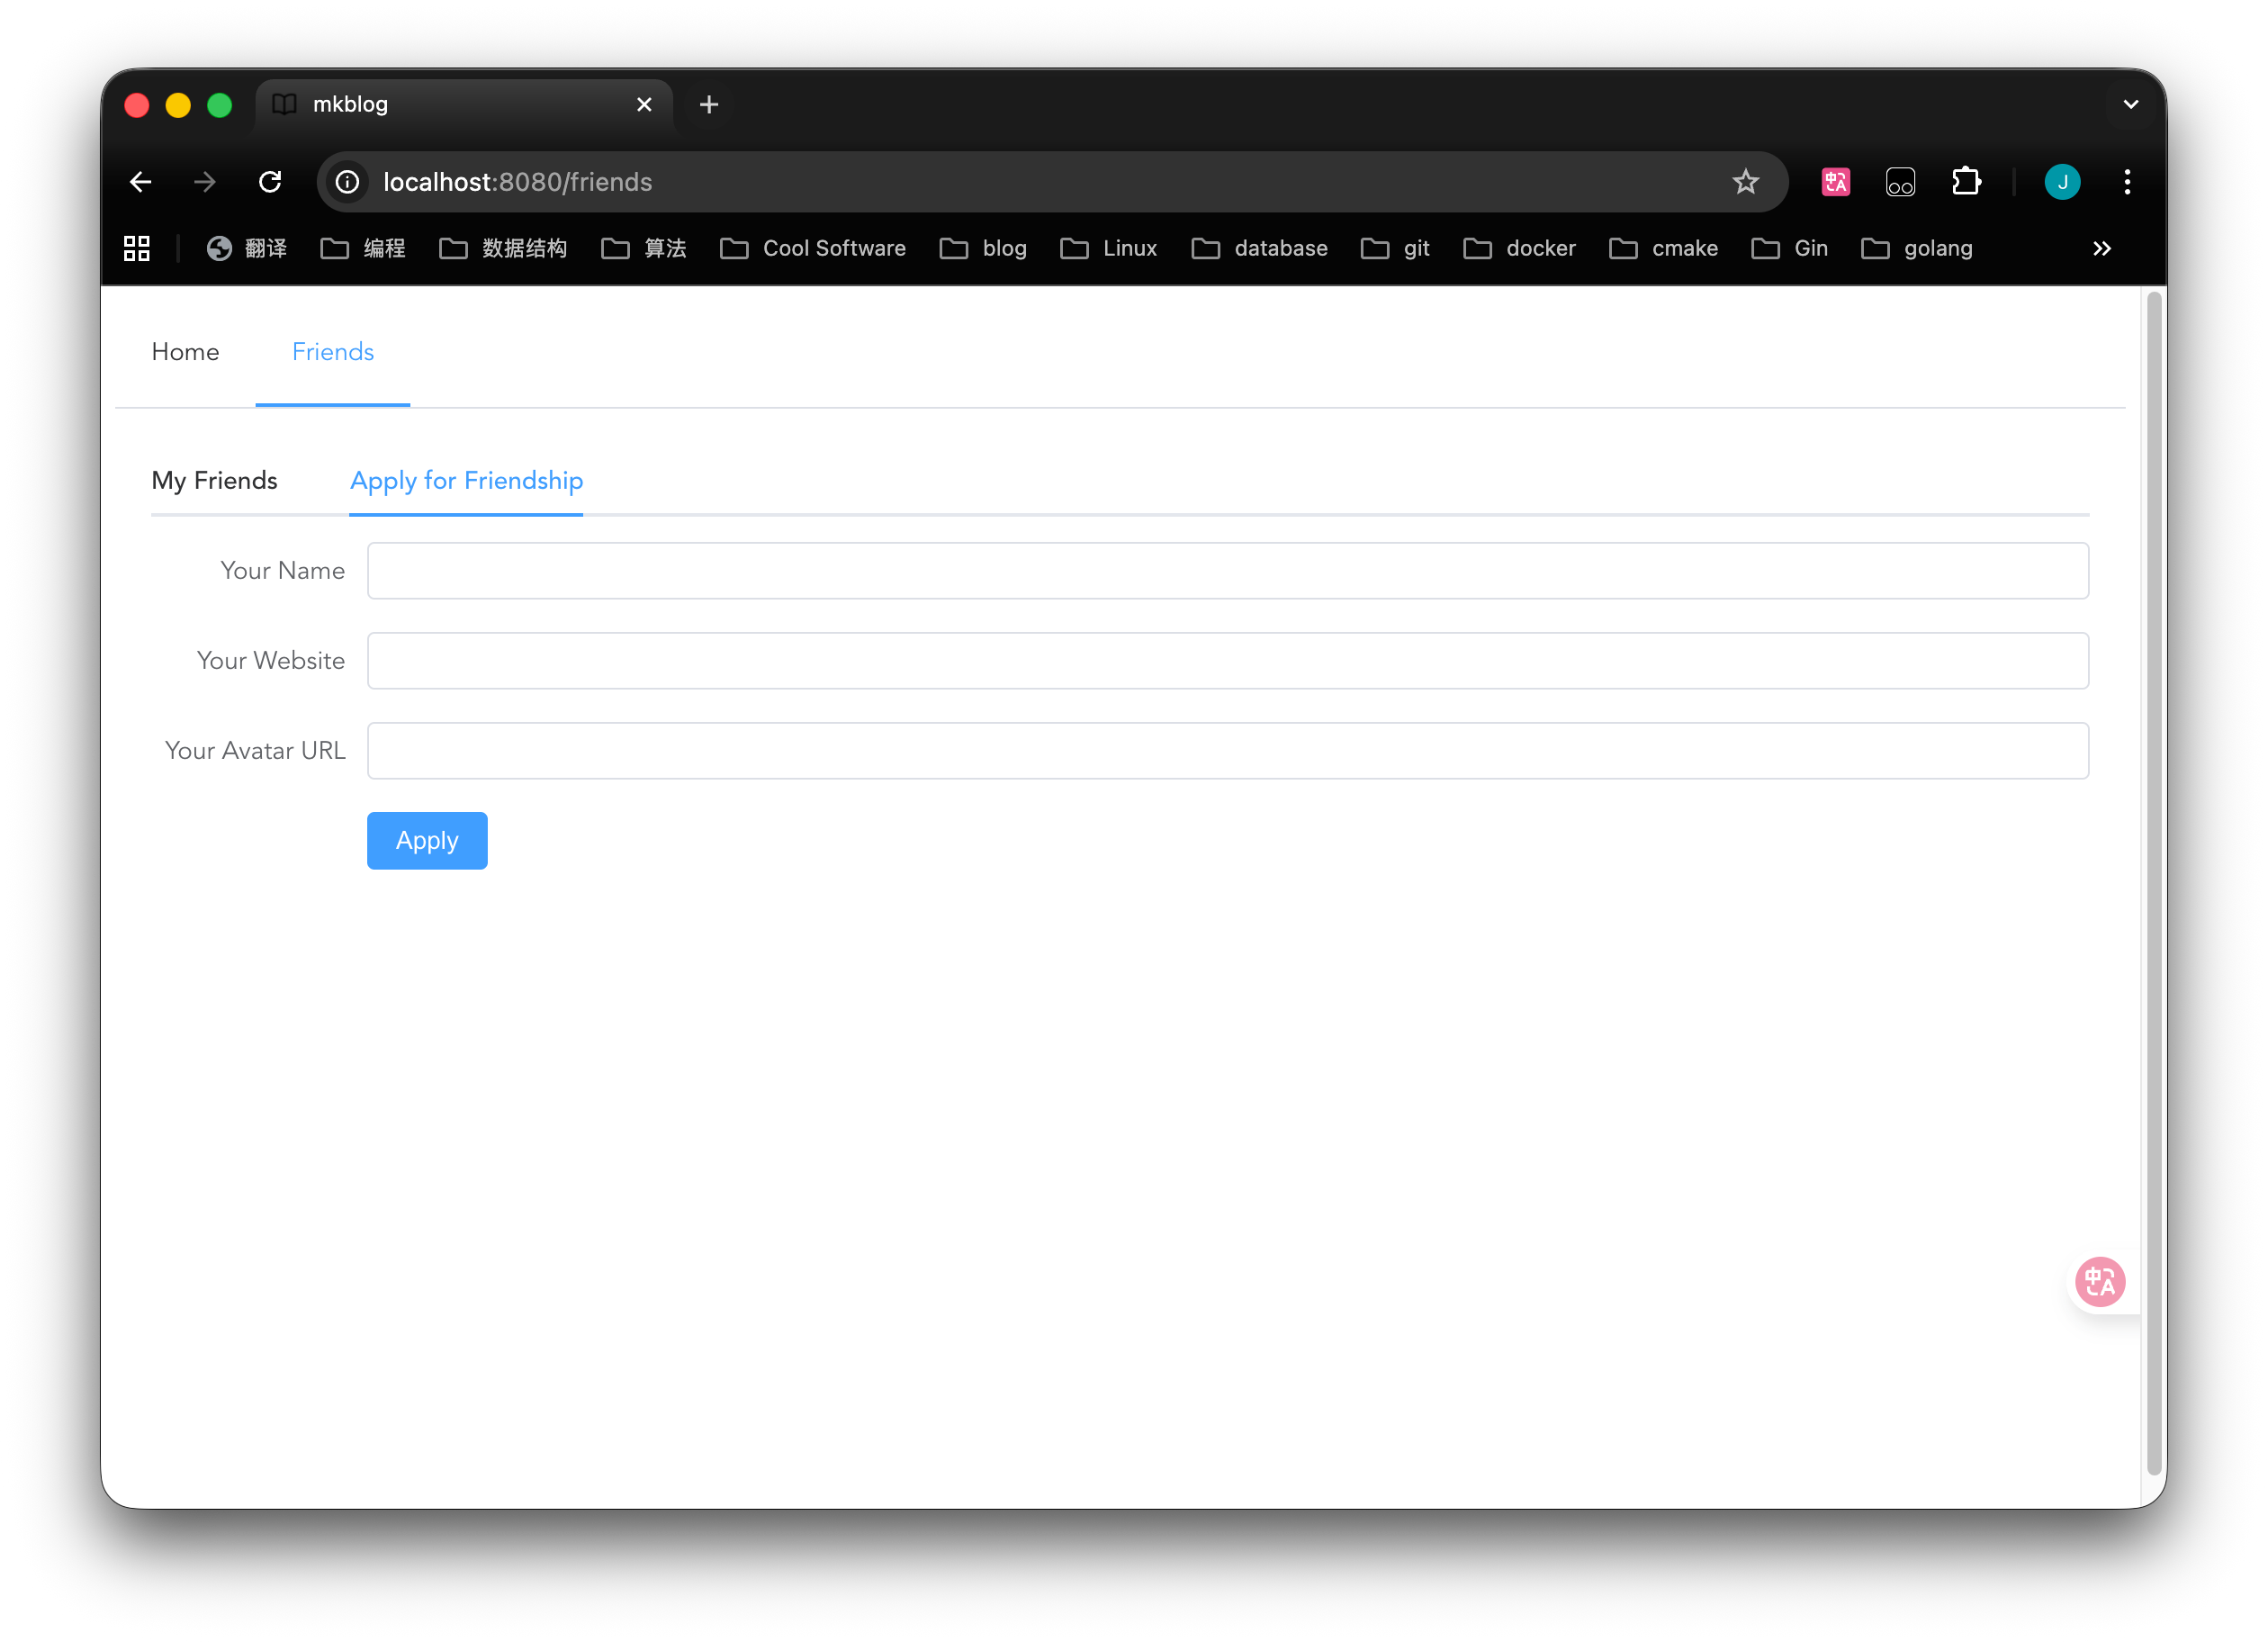 mkblog
localhost:8080/friends
J
翻译 编程 数据结构 算法 Cool Software blog Linux database git docker cmake Gin golang
Home Friends
My Friends Apply for Friendship
Your Name
Your Website
Your Avatar URL
Apply
中A